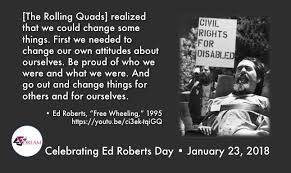 [The Rolling Quads] realized
that we could change some
things. First we needed to
change our own attitudes about
ourselves. Be proud of who we
were and what we were. And
go out and change things for
others and for ourselves.
• Ed Roberts, "Free Wheeling," 1995
https://youtu.be/ci3ek-tqiGQ
CIVIL
RIGHTS
FOR
DISABLED
DREAM
Celebrating Ed Roberts Day • January 23, 2018